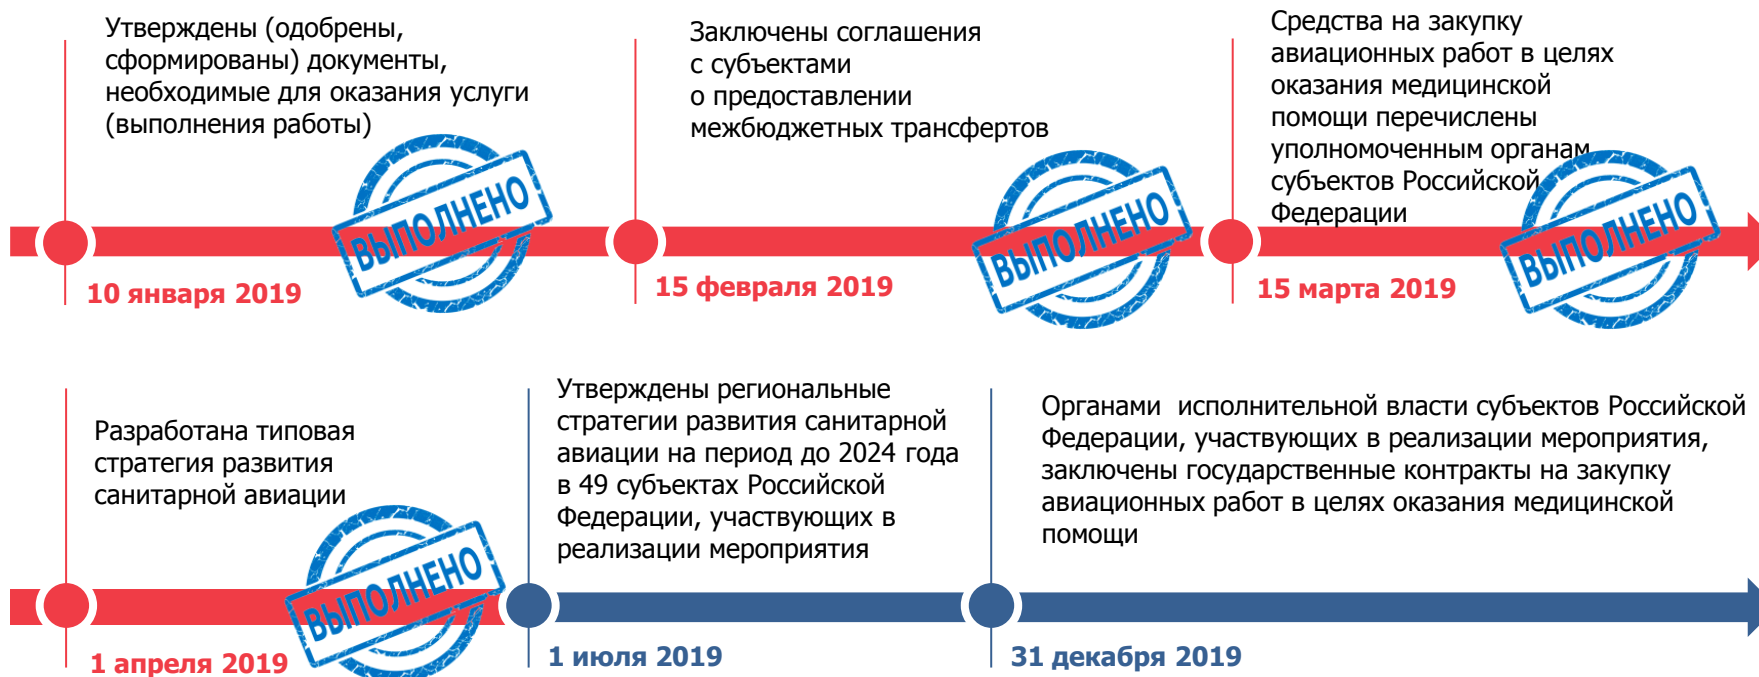 Утверждены (одобрены,
сформированы) документы,
необходимые для оказания услуги
(выполнения работы)
ВЫПОЛНЕНО
10 января 2019
Заключены соглашения
с субъектами
о предоставлении
межбюджетных трансфертов
ВЫПОЛНЕНО
15 февраля 2019
Средства на закупку
авиационных работ в целях
оказания медицинской
помощи перечислены
уполномоченным органам
субъектов Российской
Федерации
ВЫПОЛНЕНО
15 марта 2019
Разработана типовая
стратегия развития
санитарной авиации
ВЫПОЛНЕНО
1 апреля 2019
Утверждены региональные
стратегии развития санитарной
авиации на период до 2024 года
в 49 субъектах Российской
Федерации, участвующих в
реализации мероприятия
1 июля 2019
Органами исполнительной власти субъектов Российской
Федерации, участвующих в реализации мероприятия,
заключены государственные контракты на закупку
авиационных работ в целях оказания медицинской
помощи
31 декабря 2019